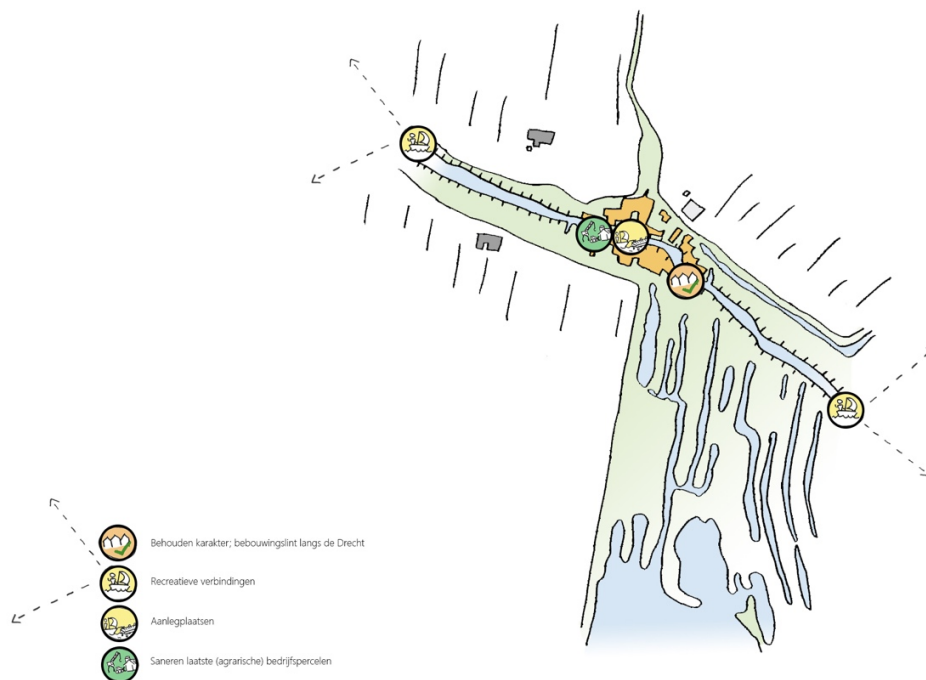 Behouden karakter; bebouwingslint langs de Drecht
Recreatieve verbindingen
Aanlegplaatsen
Saneren laatste (agrarische) bedrijfspercelen